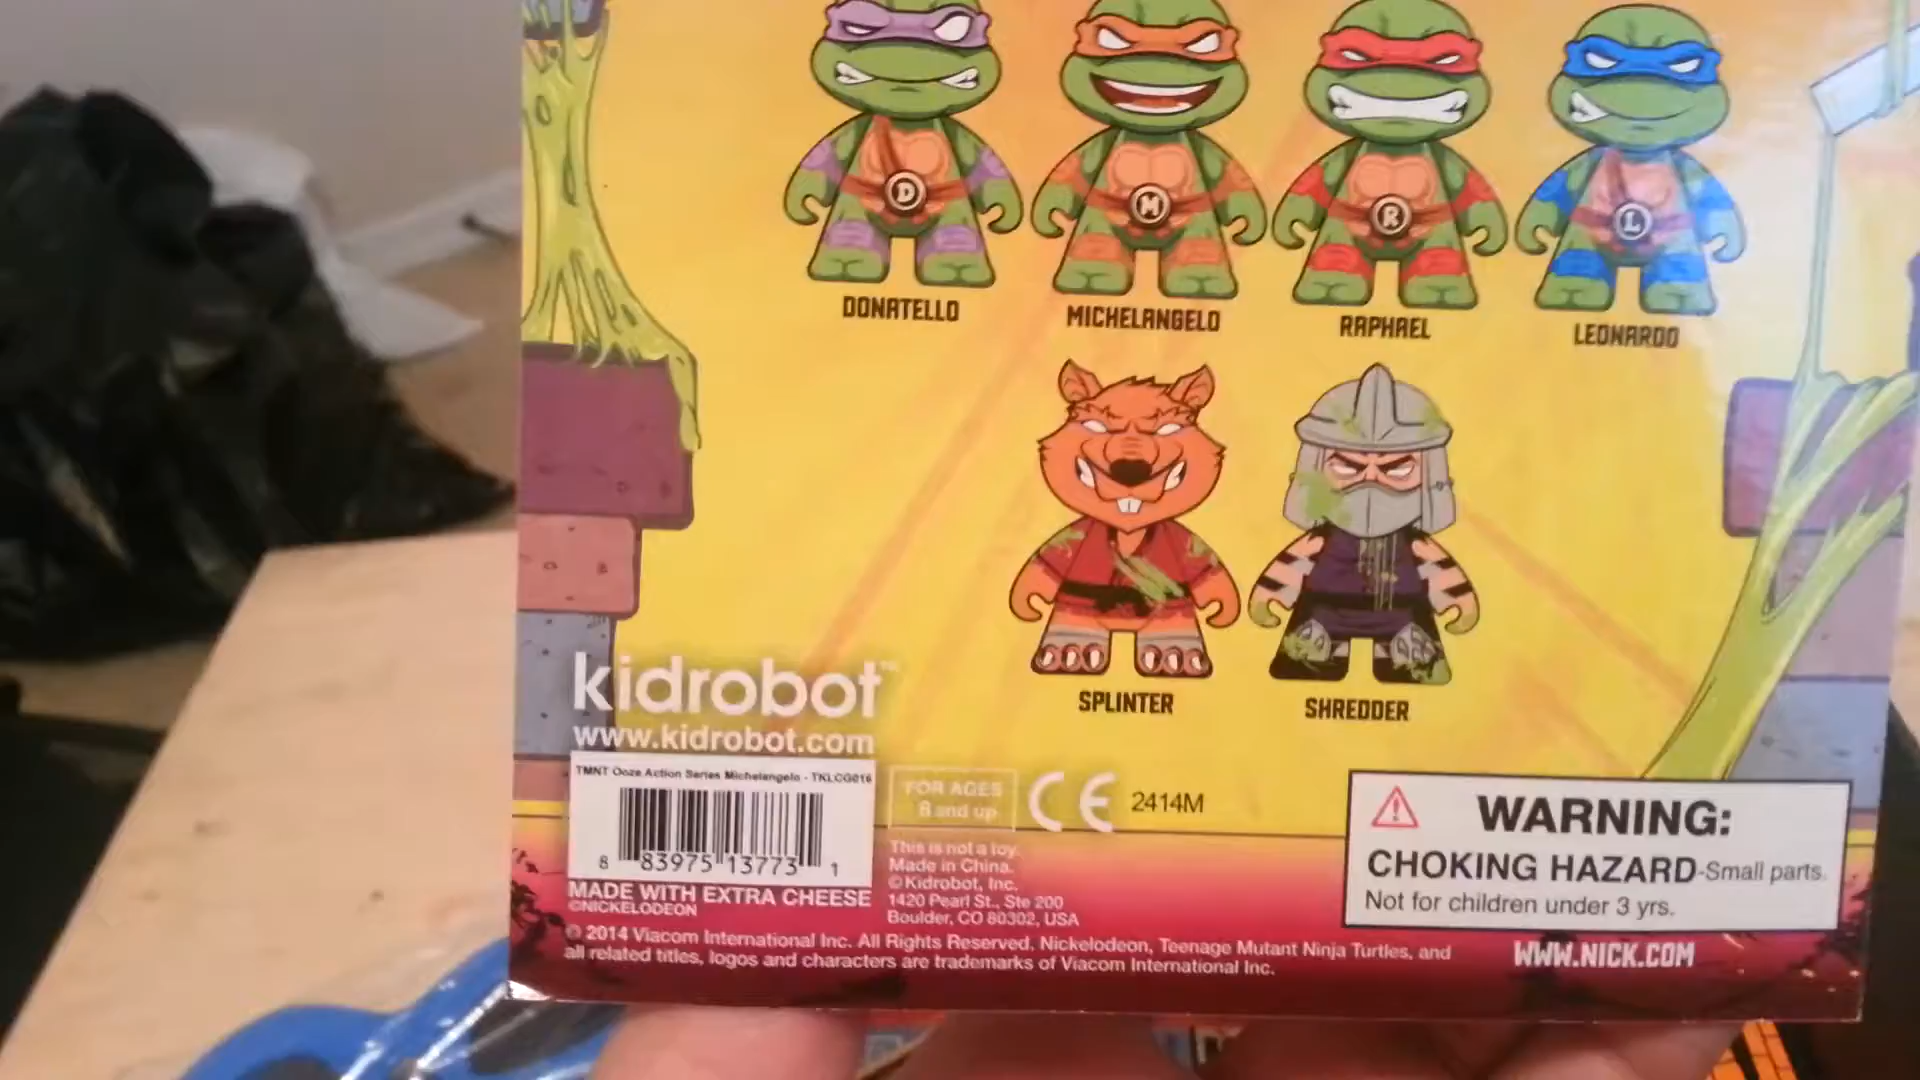 D
M
R
L
DONATELLO
MICHELANGELO
RAPHAEL
LEONARDO
SPLINTER
SHREDDER
kidrobot™
www.kidrobot.com
TMNT Ooze Action Series Michelangelo - TKLCG016
8 83975 13773 1
MADE WITH EXTRA CHEESE
©NICKELODEON
FOR AGES
8 and up
CE 2414M
This is not a toy.
Made in China.
©Kidrobot, Inc.
1420 Pearl St., Ste 200
Boulder, CO 80302, USA
WARNING:
CHOKING HAZARD-Small parts.
Not for children under 3 yrs.
© 2014 Viacom International Inc. All Rights Reserved, Nickelodeon, Teenage Mutant Ninja Turtles, and
all related titles, logos and characters are trademarks of Viacom International Inc.
WWW.NICK.COM